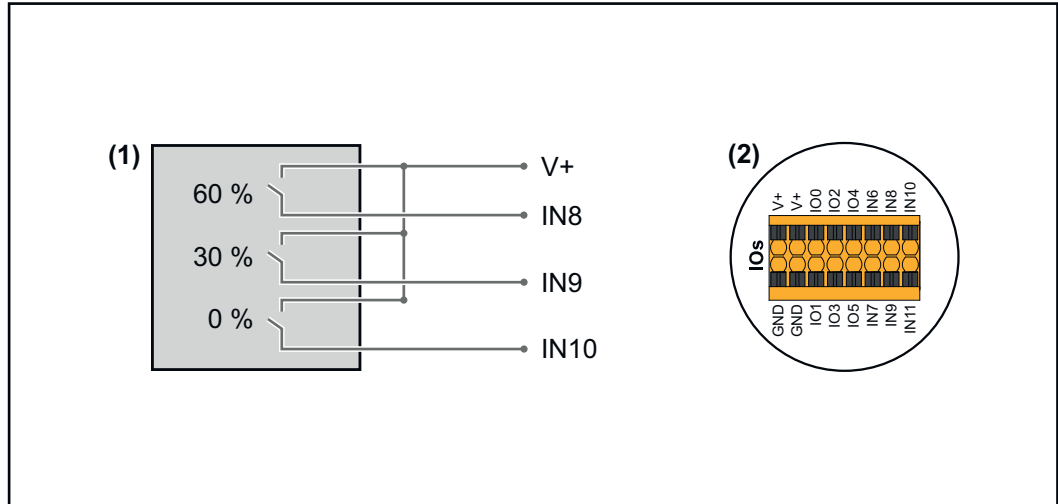 (1)
60 %
30 %
0 %
V+
IN8
IN9
IN10
(2)
V+
V+
IO0
IO2
IO4
IN6
IN8
IN10
IOs
GND
GND
IO1
IO3
IO5
IN7
IN9
IN11